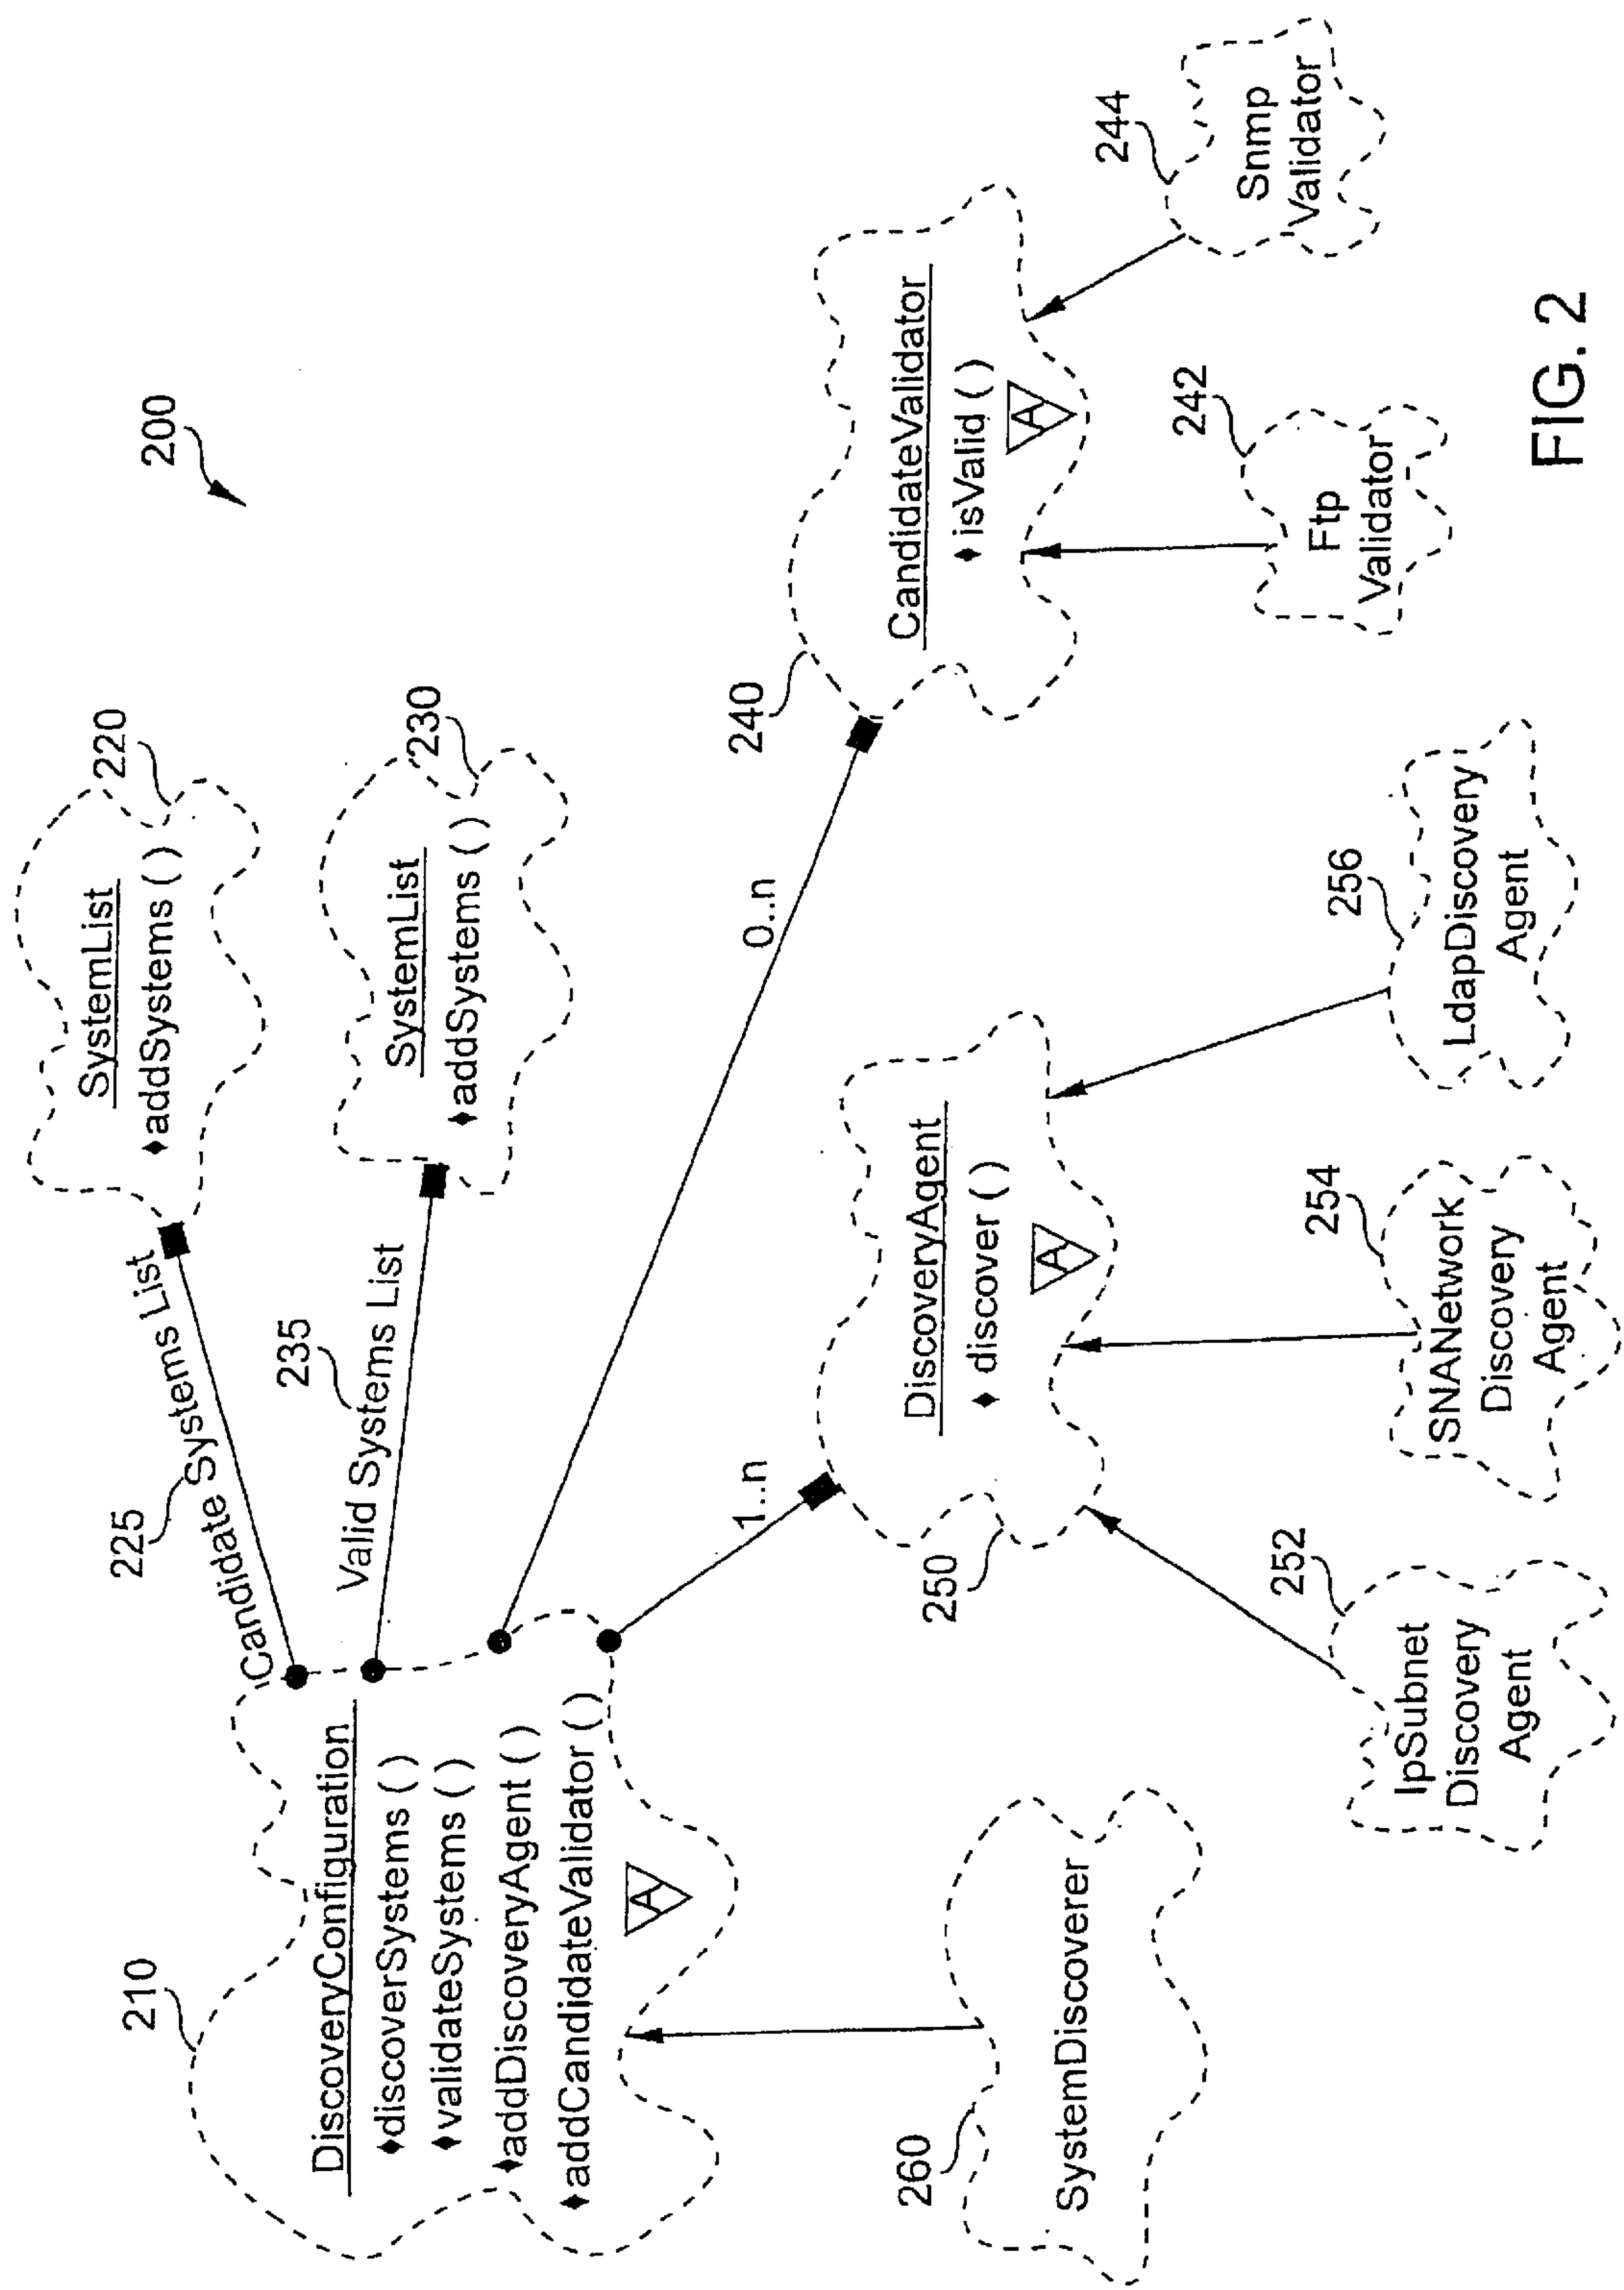 200
210
DiscoveryConfiguration
♦discoverSystems ( )
♦validateSystems ( )
♦addDiscoveryAgent ( )
♦addCandidateValidator ( )
A
225
Candidate Systems List
220
SystemList
♦addSystems ( )
235
Valid Systems List
230
SystemList
♦addSystems ( )
0..n
240
CandidateValidator
♦ isValid ( )
A
242
Ftp
Validator
244
Snmp
Validator
1..n
250
DiscoveryAgent
♦ discover ( )
A
252
IpSubnet
Discovery
Agent
254
SNANetwork
Discovery
Agent
256
LdapDiscovery
Agent
260
SystemDiscoverer
FIG. 2